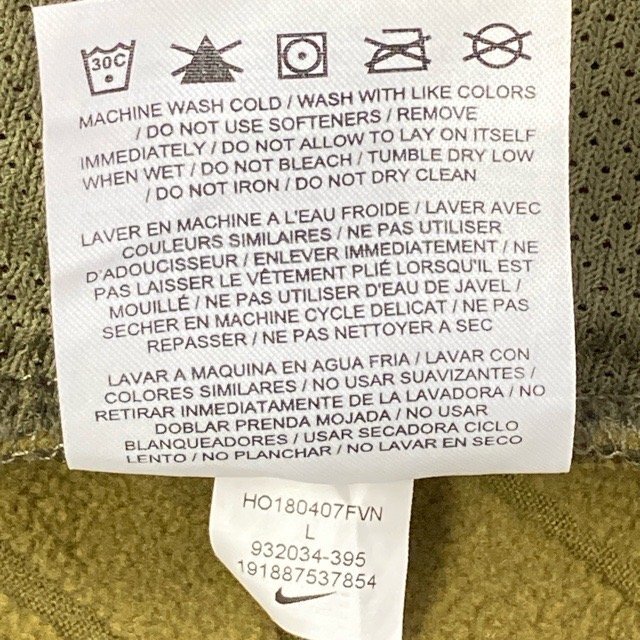 30C
MACHINE WASH COLD / WASH WITH LIKE COLORS
/ DO NOT USE SOFTENERS / REMOVE
IMMEDIATELY / DO NOT ALLOW TO LAY ON ITSELF
WHEN WET / DO NOT BLEACH / TUMBLE DRY LOW
/ DO NOT IRON / DO NOT DRY CLEAN
LAVER EN MACHINE A L'EAU FROIDE / LAVER AVEC
COULEURS SIMILAIRES / NE PAS UTILISER
D'ADOUCISSEUR / ENLEVER IMMEDIATEMENT / NE
PAS LAISSER LE VÊTEMENT PLIÉ LORSQU'IL EST
MOUILLÉ / NE PAS UTILISER D'EAU DE JAVEL /
SECHER EN MACHINE CYCLE DELICAT / NE PAS
REPASSER / NE PAS NETTOYER A SEC
LAVAR A MAQUINA EN AGUA FRIA / LAVAR CON
COLORES SIMILARES / NO USAR SUAVIZANTES /
RETIRAR INMEDIATAMENTE DE LA LAVADORA / NO
DOBLAR PRENDA MOJADA / NO USAR
BLANQUEADORES / USAR SECADORA CICLO
LENTO / NO PLANCHAR / NO LAVAR EN SECO
HO180407FVN
L
932034-395
191887537854